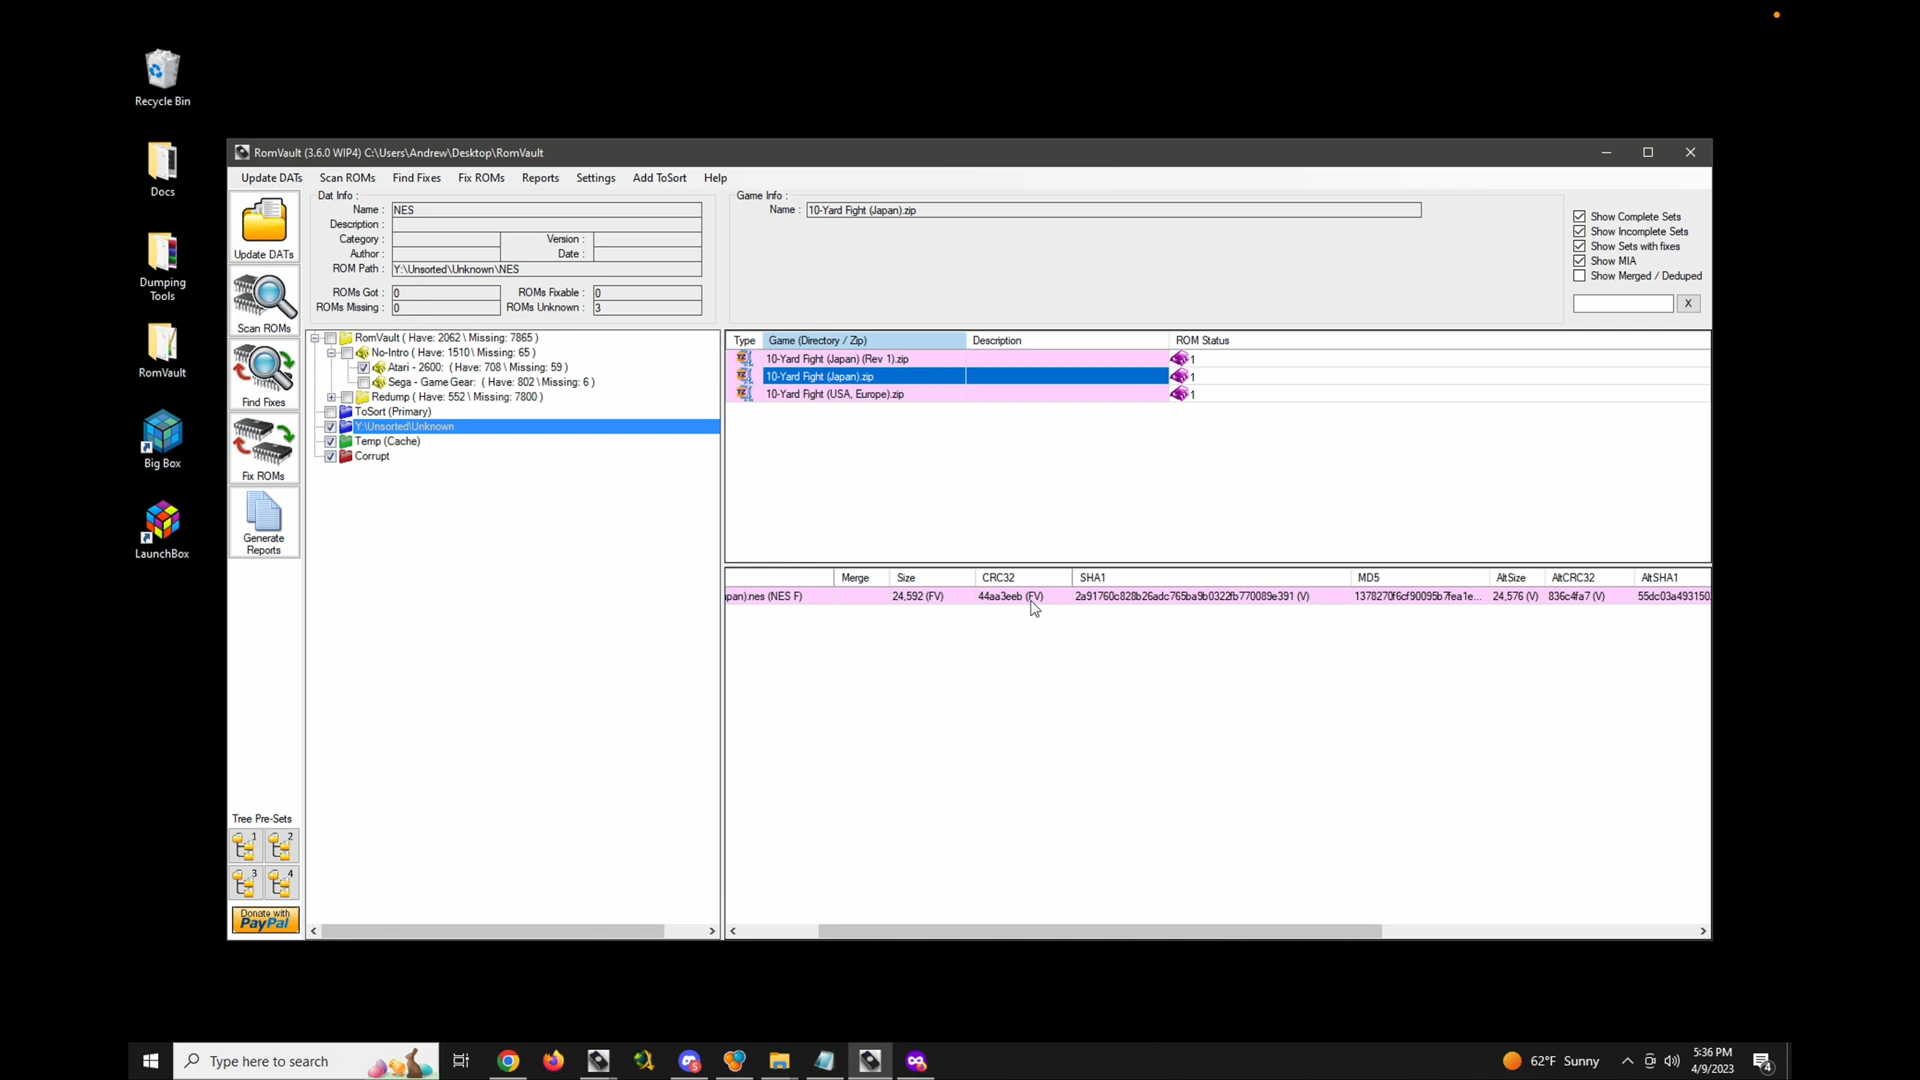 Recycle Bin
Docs
Dumping
Tools
RomVault
Big Box
LaunchBox
RomVault (3.6.0 WIP4) C:\Users\Andrew\Desktop\RomVault
Update DATs Scan ROMs Find Fixes Fix ROMs Reports Settings Add ToSort Help
Update DATs
Scan ROMs
Find Fixes
Fix ROMs
Generate
Reports
Tree Pre-Sets
1 2
3 4
Donate with
PayPal
Dat Info :
Name : NES
Description :
Category : Version :
Author : Date :
ROM Path : Y:\Unsorted\Unknown\NES
ROMs Got : 0 ROMs Fixable : 0
ROMs Missing : 0 ROMs Unknown : 3
Game Info :
Name : 10-Yard Fight (Japan).zip
Show Complete Sets
Show Incomplete Sets
Show Sets with fixes
Show MIA
Show Merged / Deduped
X
RomVault ( Have: 2062 \ Missing: 7865 )
No-Intro ( Have: 1510 \ Missing: 65 )
Atari - 2600: ( Have: 708 \ Missing: 59 )
Sega - Game Gear: ( Have: 802 \ Missing: 6 )
Redump ( Have: 552 \ Missing: 7800 )
ToSort (Primary)
Y:\Unsorted\Unknown
Temp (Cache)
Corrupt
Type Game (Directory / Zip) Description ROM Status
10-Yard Fight (Japan) (Rev 1).zip 1
10-Yard Fight (Japan).zip 1
10-Yard Fight (USA, Europe).zip 1
Merge Size CRC32 SHA1 MD5 AltSize AltCRC32 AltSHA1
pan).nes (NES F) 24,592 (FV) 44aa3eeb (FV) 2a91760c828b26adc765ba9b0322fb770089e391 (V) 1378270f6cf90095b7fea1e... 24,576 (V) 836c4fa7 (V) 55dc03a493150
Type here to search
62°F Sunny
5:36 PM
4/9/2023
4